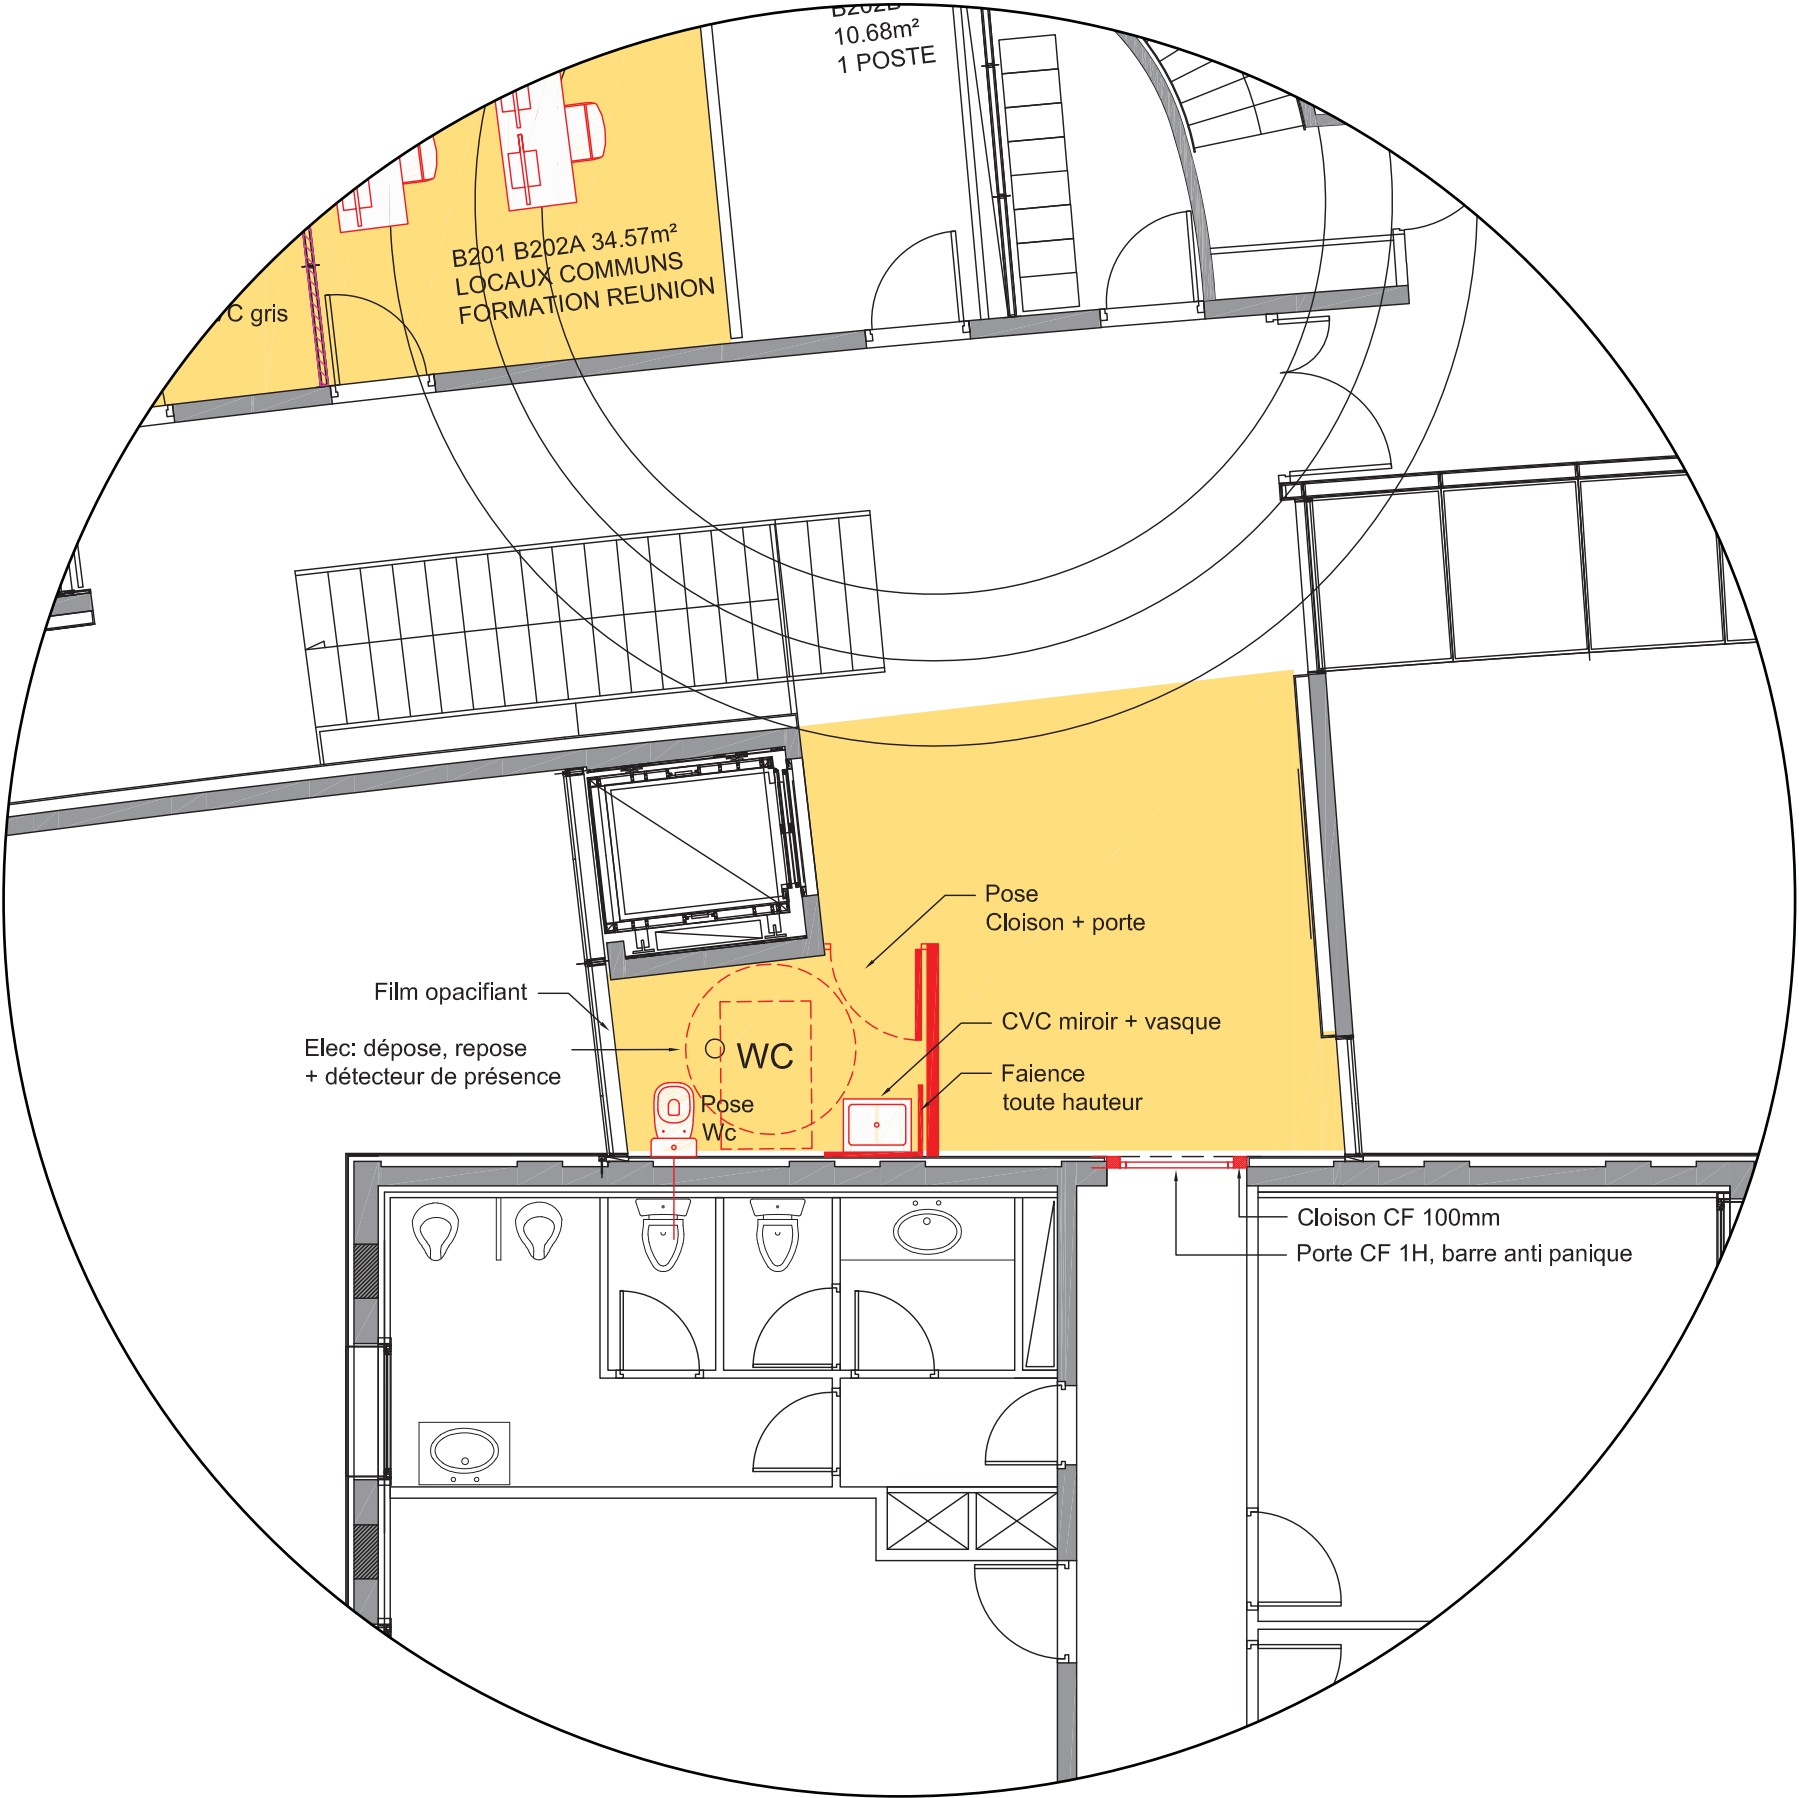 10.68m²
1 POSTE
B201 B202A 34.57m²
LOCAUX COMMUNS
FORMATION REUNION
gris
Pose
Cloison + porte
Film opacifiant
CVC miroir + vasque
Elec: dépose, repose
+ détecteur de présence
WC
Faience
toute hauteur
Pose
Wc
Cloison CF 100mm
Porte CF 1H, barre anti panique